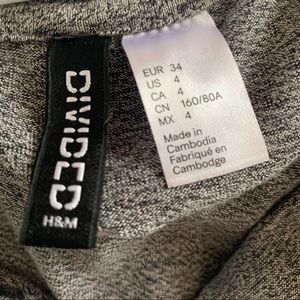 DIVIDED
H&M
EUR 34
US 4
CA 4
CN 160/80A
MX 4
Made in
Cambodia
Fabriqué en
Cambodge